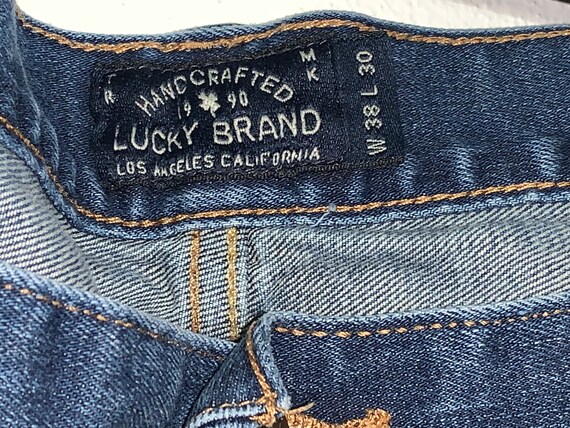 R MK
HANDCRAFTED
19 90
LUCKY BRAND
LOS ANGELES CALIFORNIA
W 38 L 30